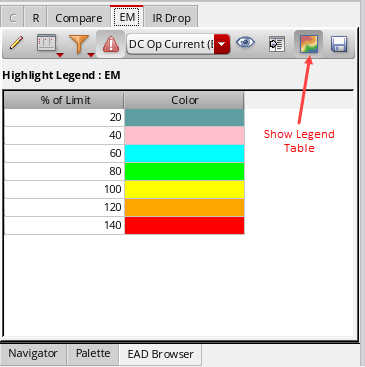 C R Compare EM IR Drop
DC Op Current (E
Highlight Legend : EM
% of Limit Color
20
40
60
80
100
120
140
Show Legend
Table
Navigator Palette EAD Browser